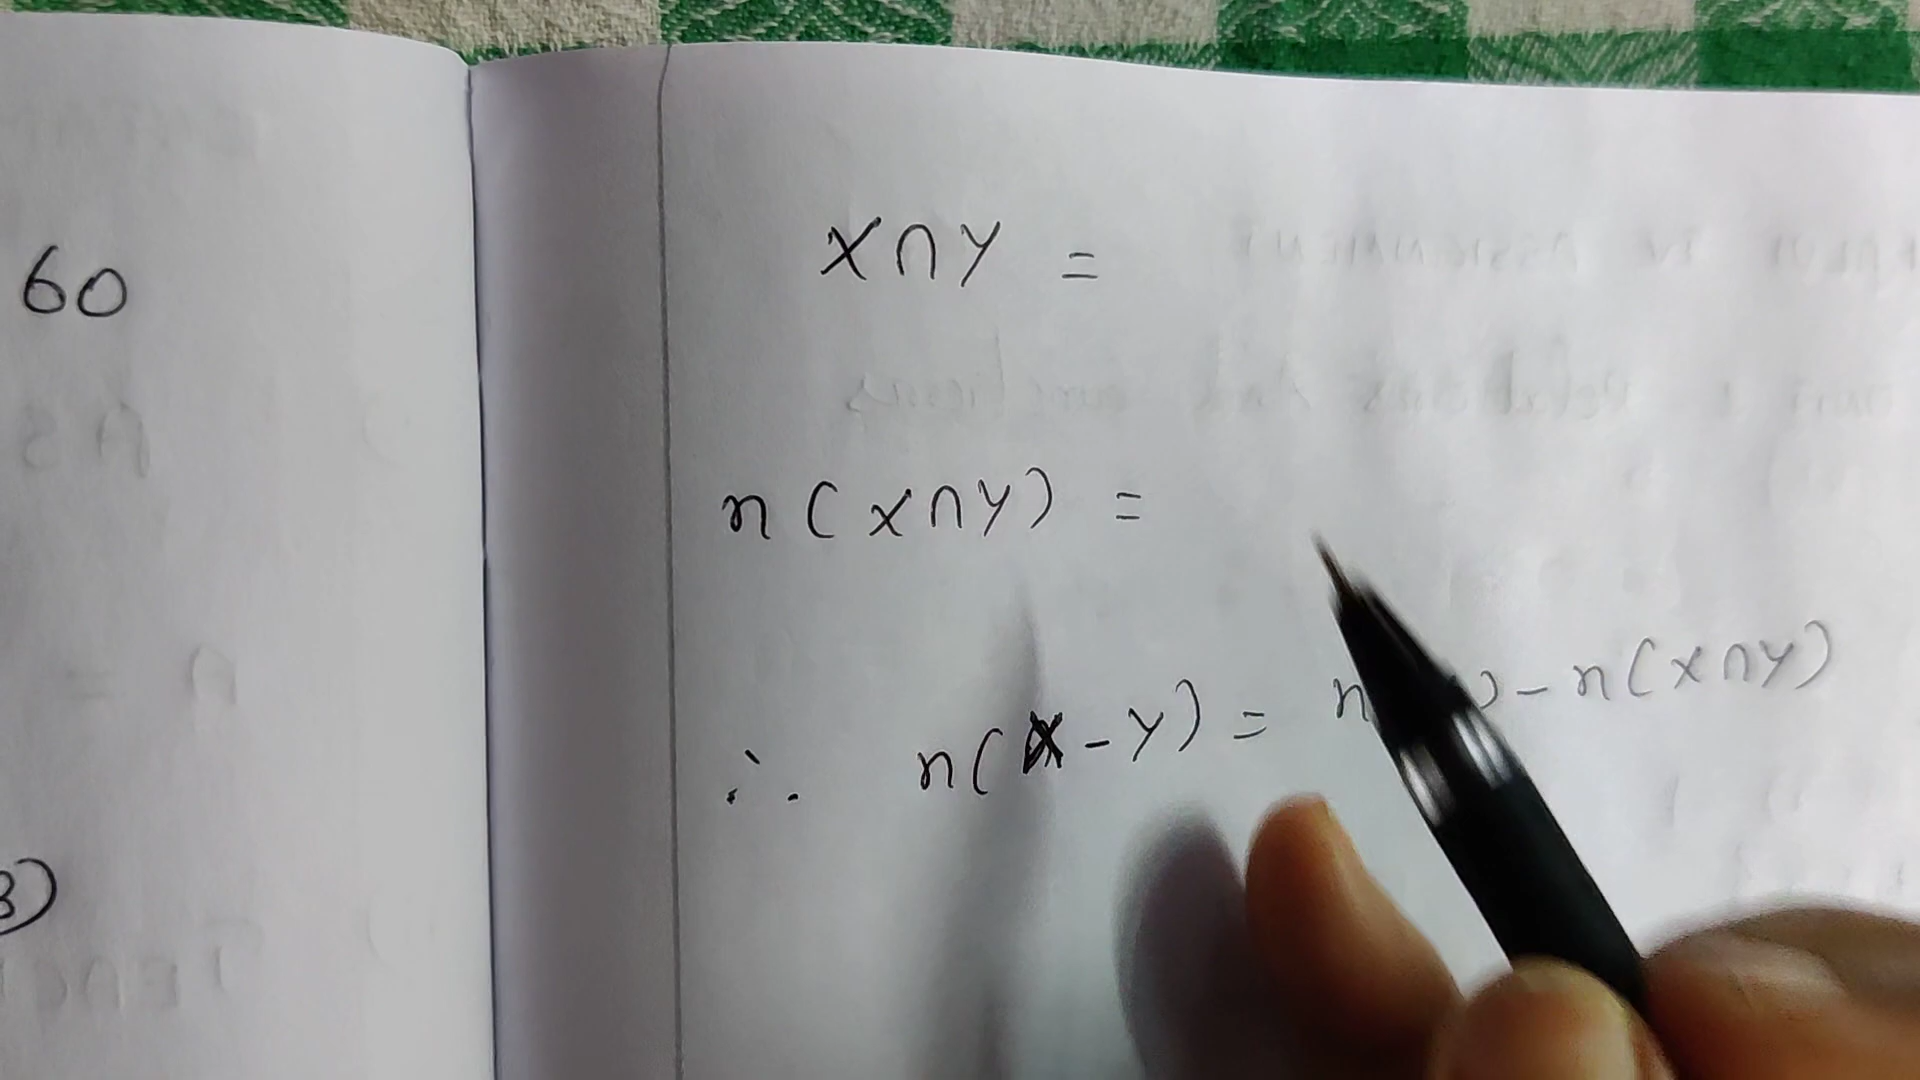 60
3)
X∩Y =
n(X∩Y) =
∴ n(X-Y) = n ) - n(X∩Y)